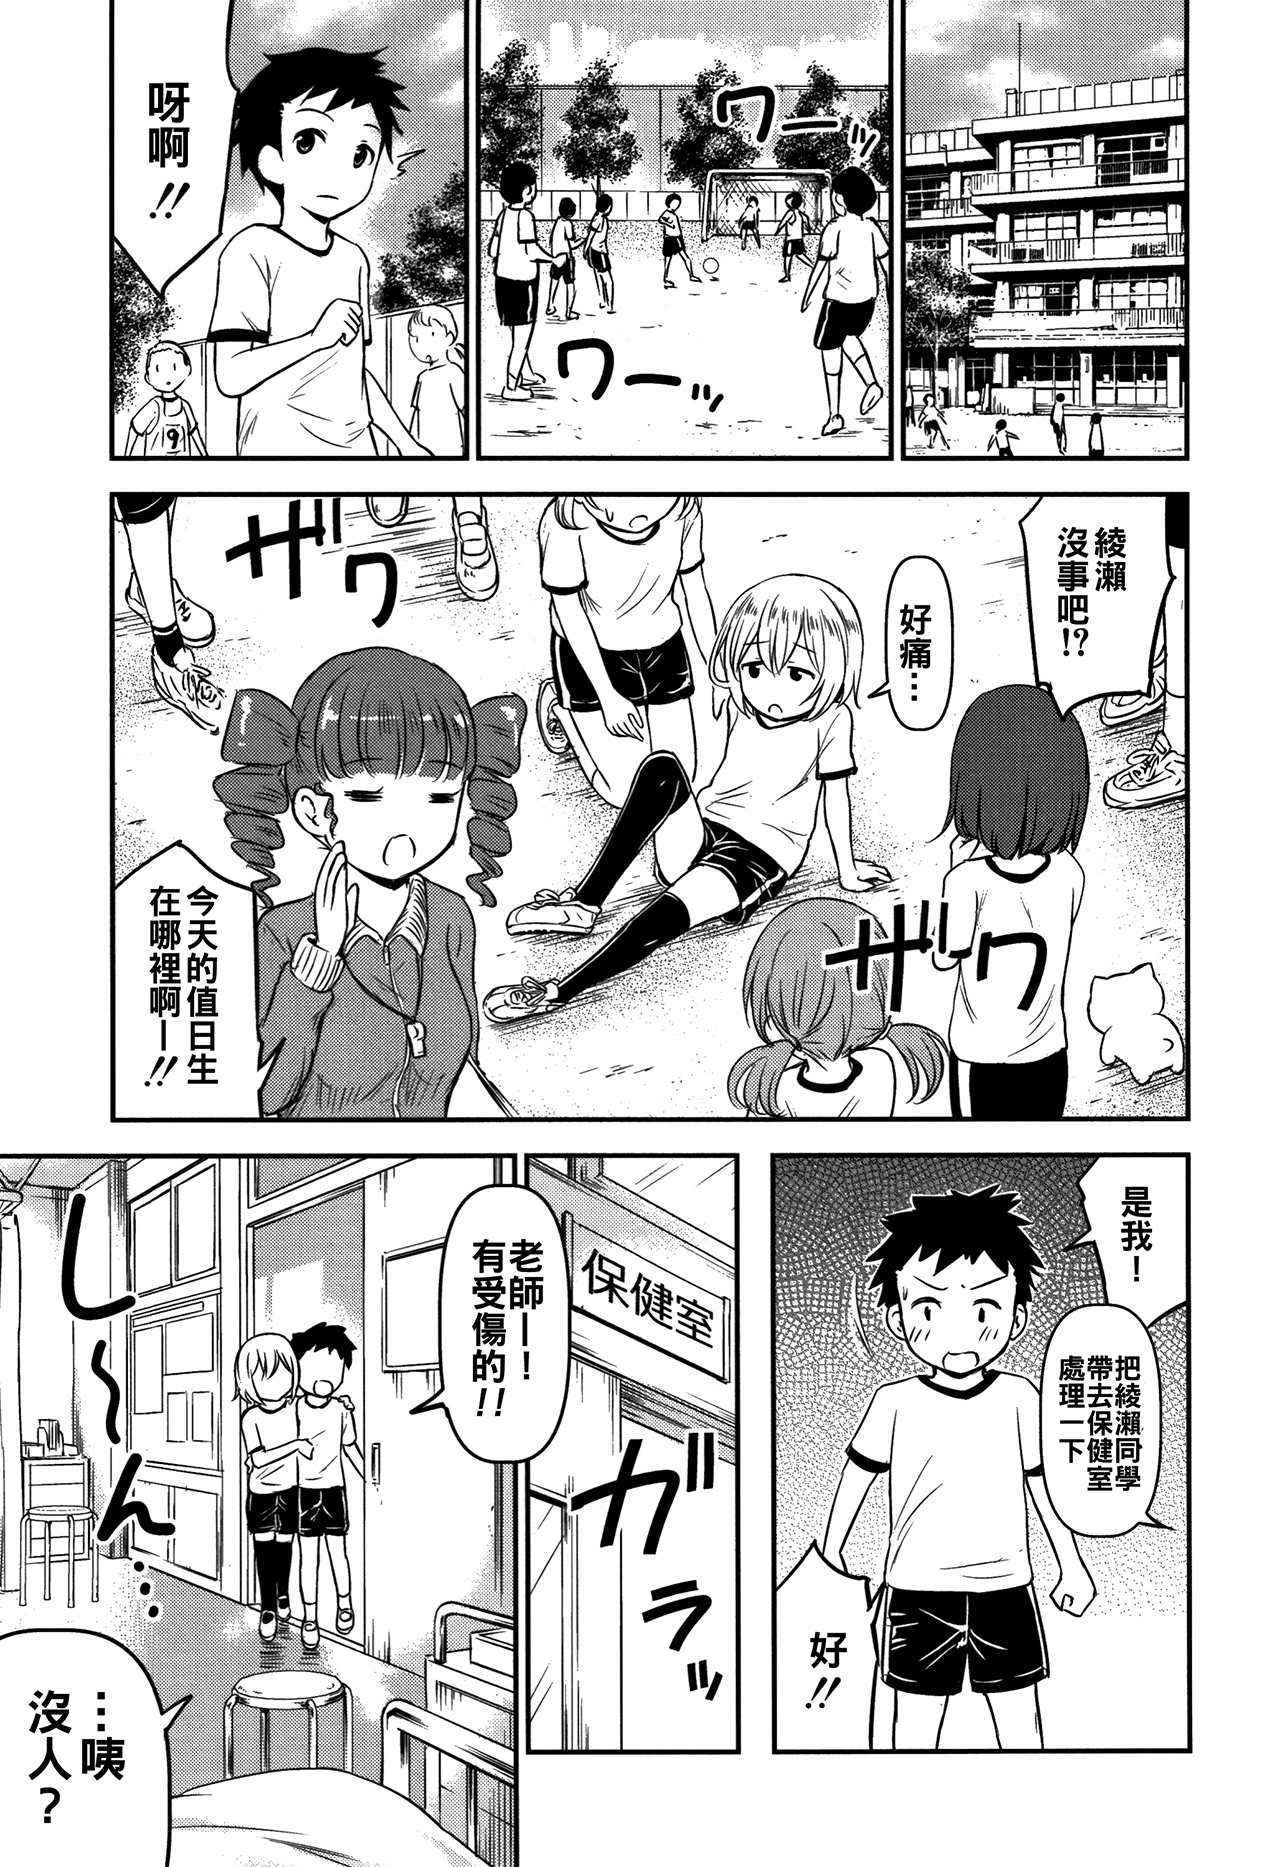 ワーッ
ワーッ
呀啊!!
綾瀨
沒事吧!?
好痛…
ザワ
ザワ
今天的值日生
在哪裡啊ー!!
9
是我!
把綾瀨同學
帶去保健室
處理一下
好!!
保健室
ガラッ
老師ー!
有受傷的!!
し〜ん…
…咦
沒人?